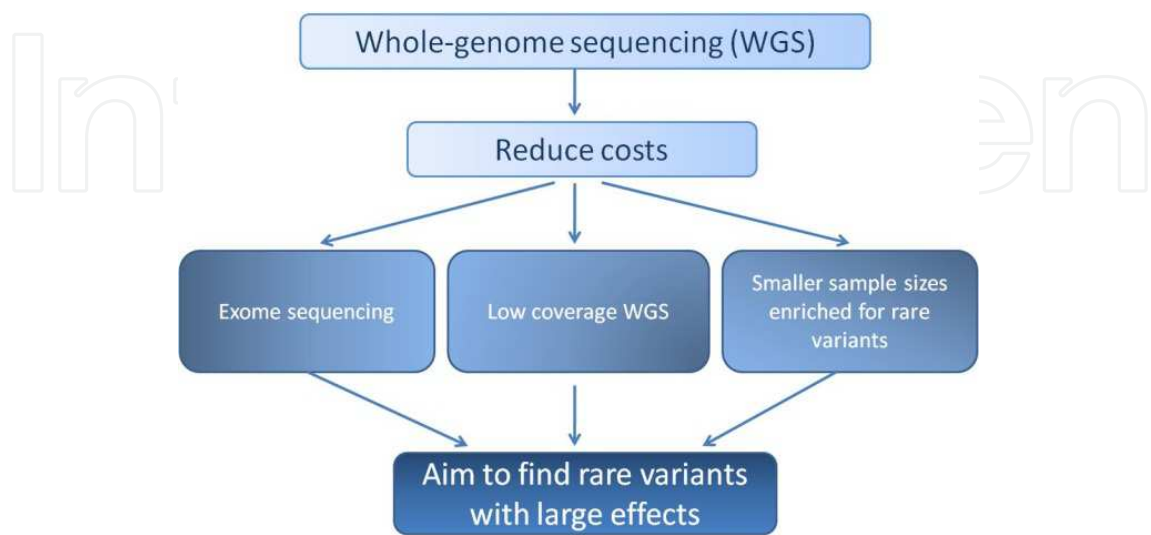 Whole-genome sequencing (WGS)
Reduce costs
Exome sequencing
Low coverage WGS
Smaller sample sizes
enriched for rare
variants
Aim to find rare variants
with large effects